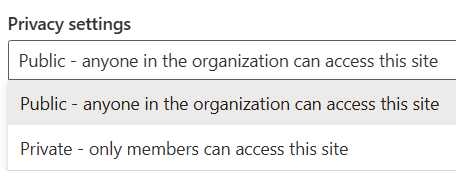 Privacy settings
Public - anyone in the organization can access this site
Public - anyone in the organization can access this site
Private - only members can access this site